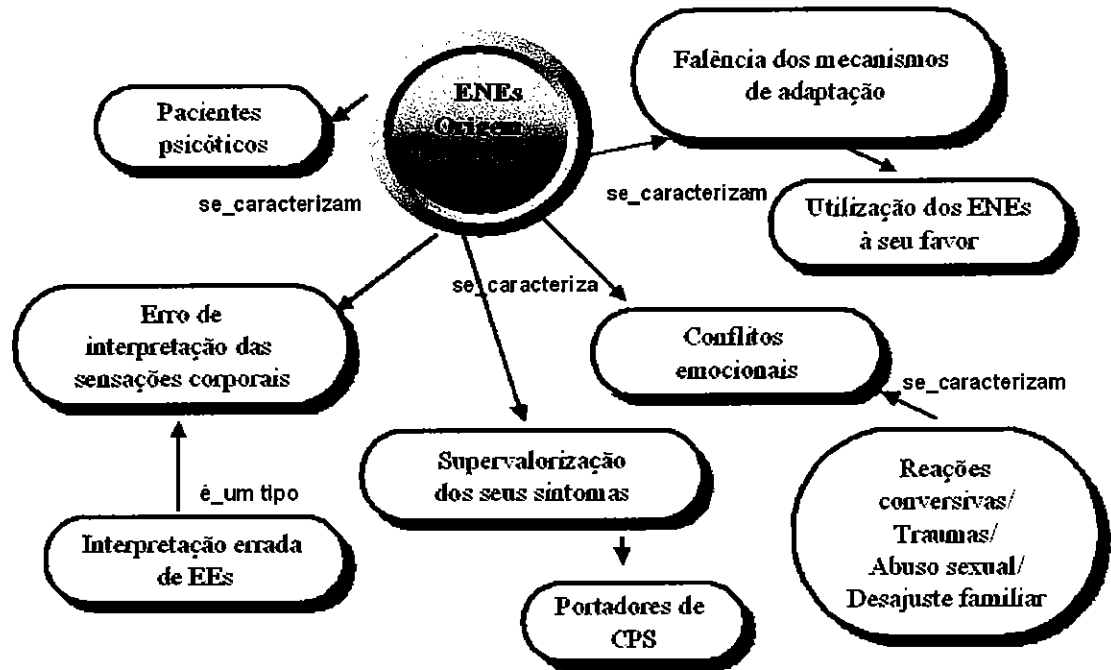 ENEs
Origem
Falência dos mecanismos
de adaptação
Pacientes
psicóticos
se_caracterizam
se_caracterizam
Utilização dos ENEs
à seu favor
se_caracteriza
Erro de
interpretação das
sensações corporais
Conflitos
emocionais
se_caracterizam
Supervalorização
dos seus sintomas
Reações
conversivas/
Traumas/
Abuso sexual/
Desajuste familiar
é_um tipo
Interpretação errada
de EEs
Portadores de
CPS